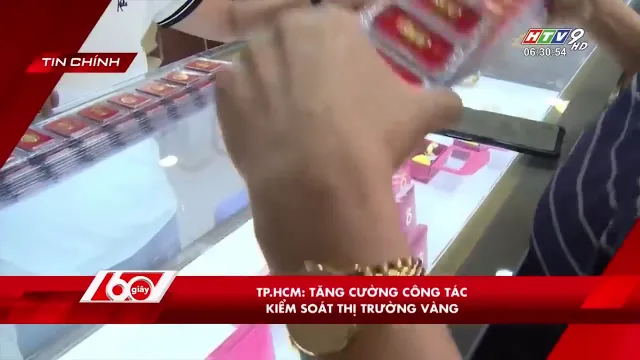 TIN CHÍNH
HTV9 HD
06:30:54
60 giây
TP.HCM: TĂNG CƯỜNG CÔNG TÁC
KIỂM SOÁT THỊ TRƯỜNG VÀNG